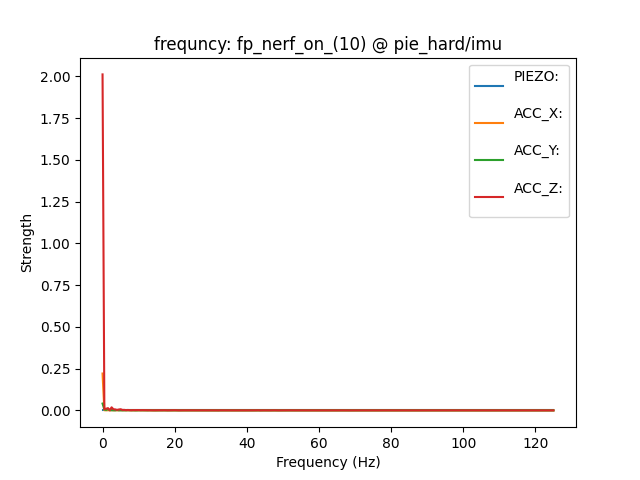 frequncy: fp_nerf_on_(10) @ pie_hard/imu
PIEZO:
ACC_X:
ACC_Y:
ACC_Z:
2.00
1.75
1.50
1.25
1.00
0.75
0.50
0.25
0.00
Strength
0 20 40 60 80 100 120
Frequency (Hz)